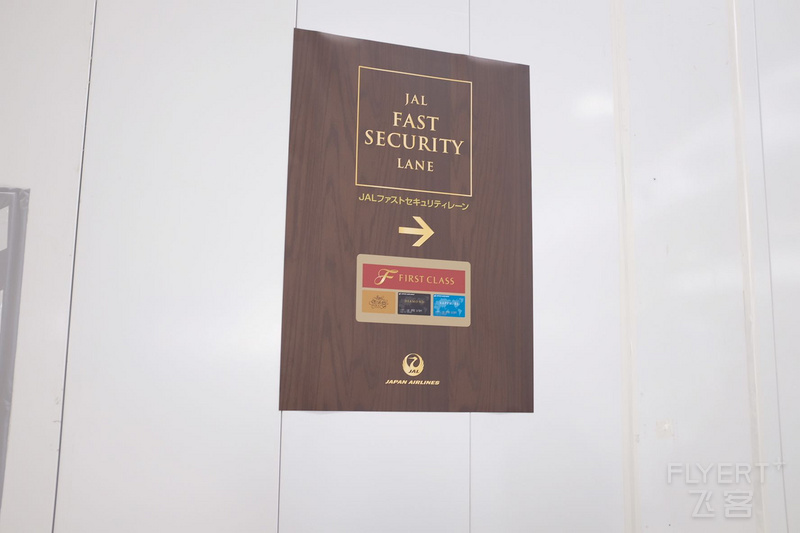 JAL
FAST
SECURITY
LANE
JALファストセキュリティレーン
F FIRST CLASS
JAL
JAPAN AIRLINES
FLYERT+
飞客